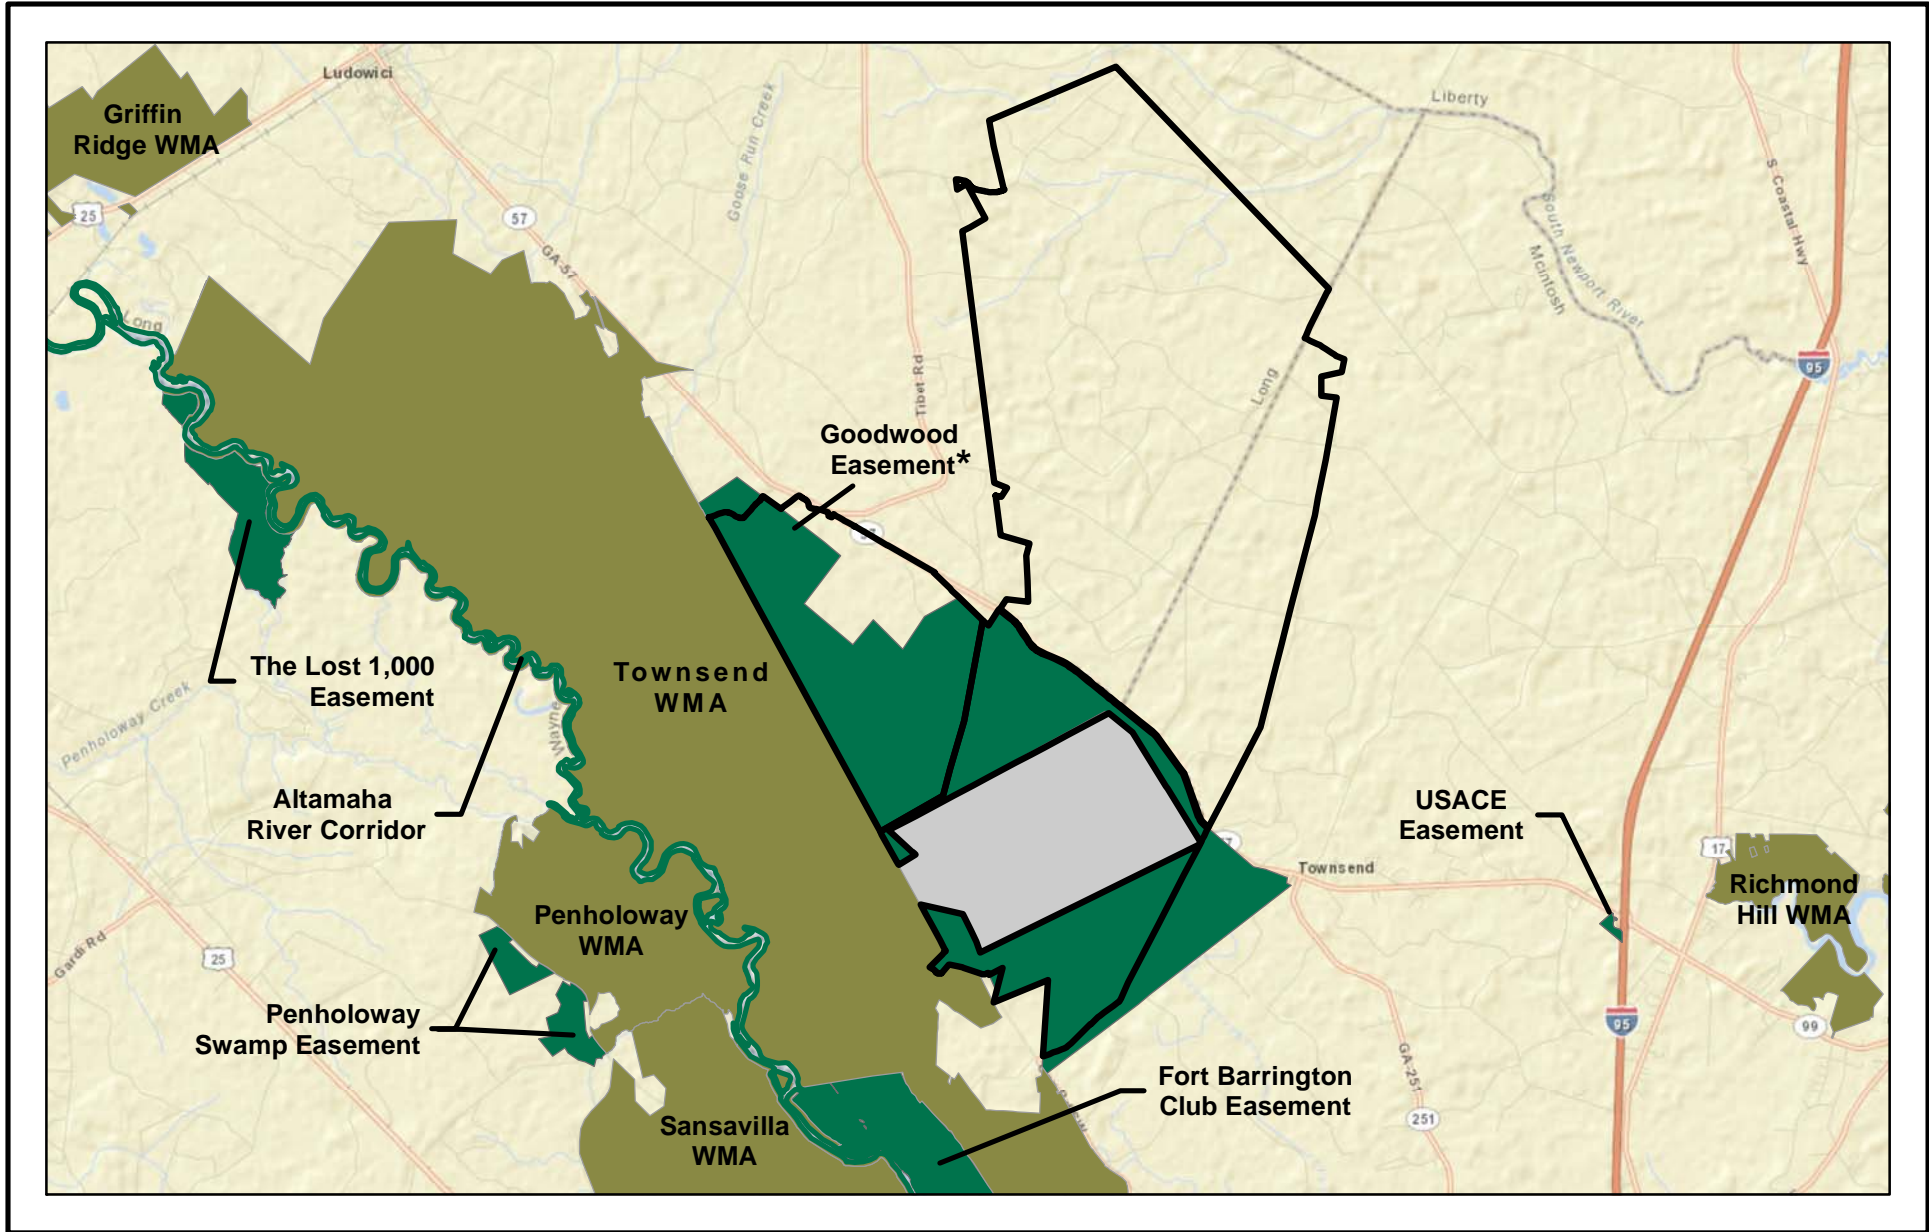 Ludowici
Griffin
Ridge WMA
25
57
GA-57
Goose Run Creek
Liberty
S Coastal Hwy
South Newport River
McIntosh
Long
95
Long
Tibet Rd
Goodwood
Easement*
57
The Lost 1,000
Easement
Townsend
WMA
Penholoway Creek
Wayne
Altamaha
River Corridor
USACE
Easement
17
Townsend
Richmond
Hill WMA
Penholoway
WMA
Gardi Rd
25
Penholoway
Swamp Easement
95
99
GA-251
Fort Barrington
Club Easement
251
Sansavilla
WMA